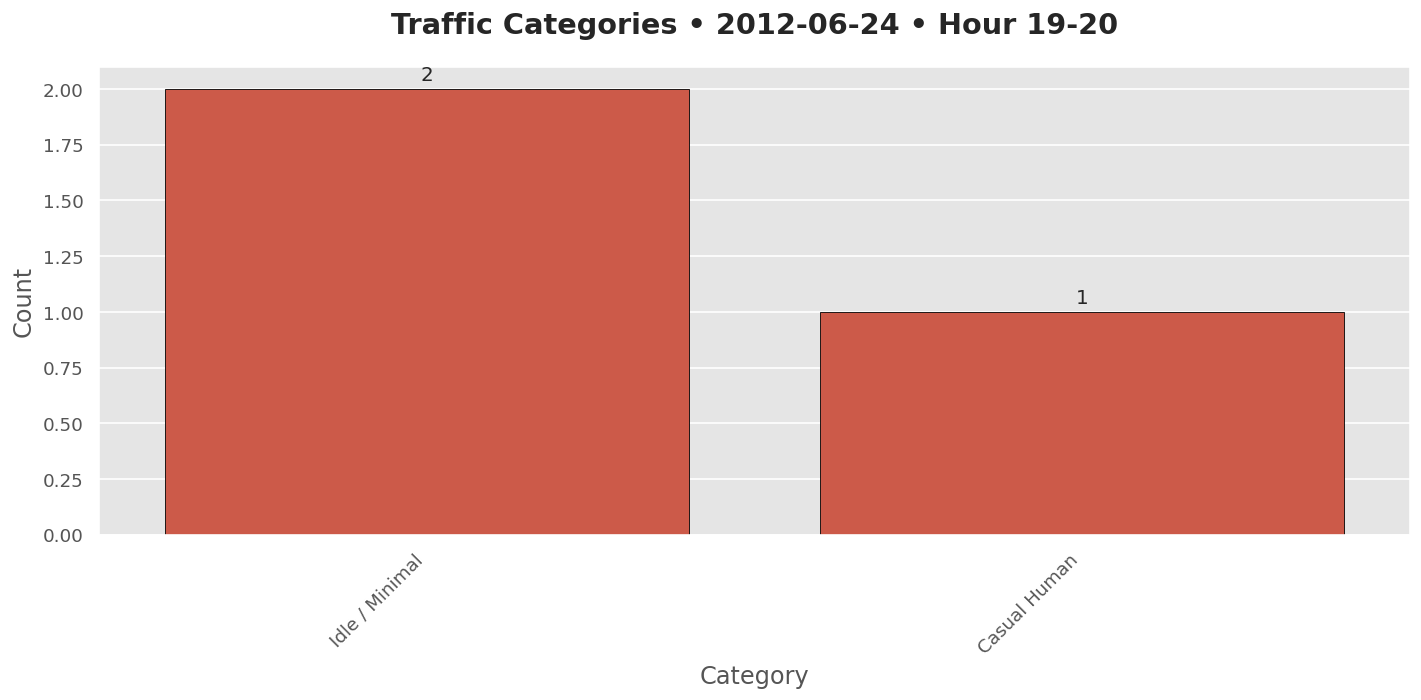 Traffic Categories • 2012-06-24 • Hour 19-20
2
2.00
1.75
1.50
1.25
1
1.00
0.75
0.50
0.25
0.00
Count
Idle / Minimal
Casual Human
Category